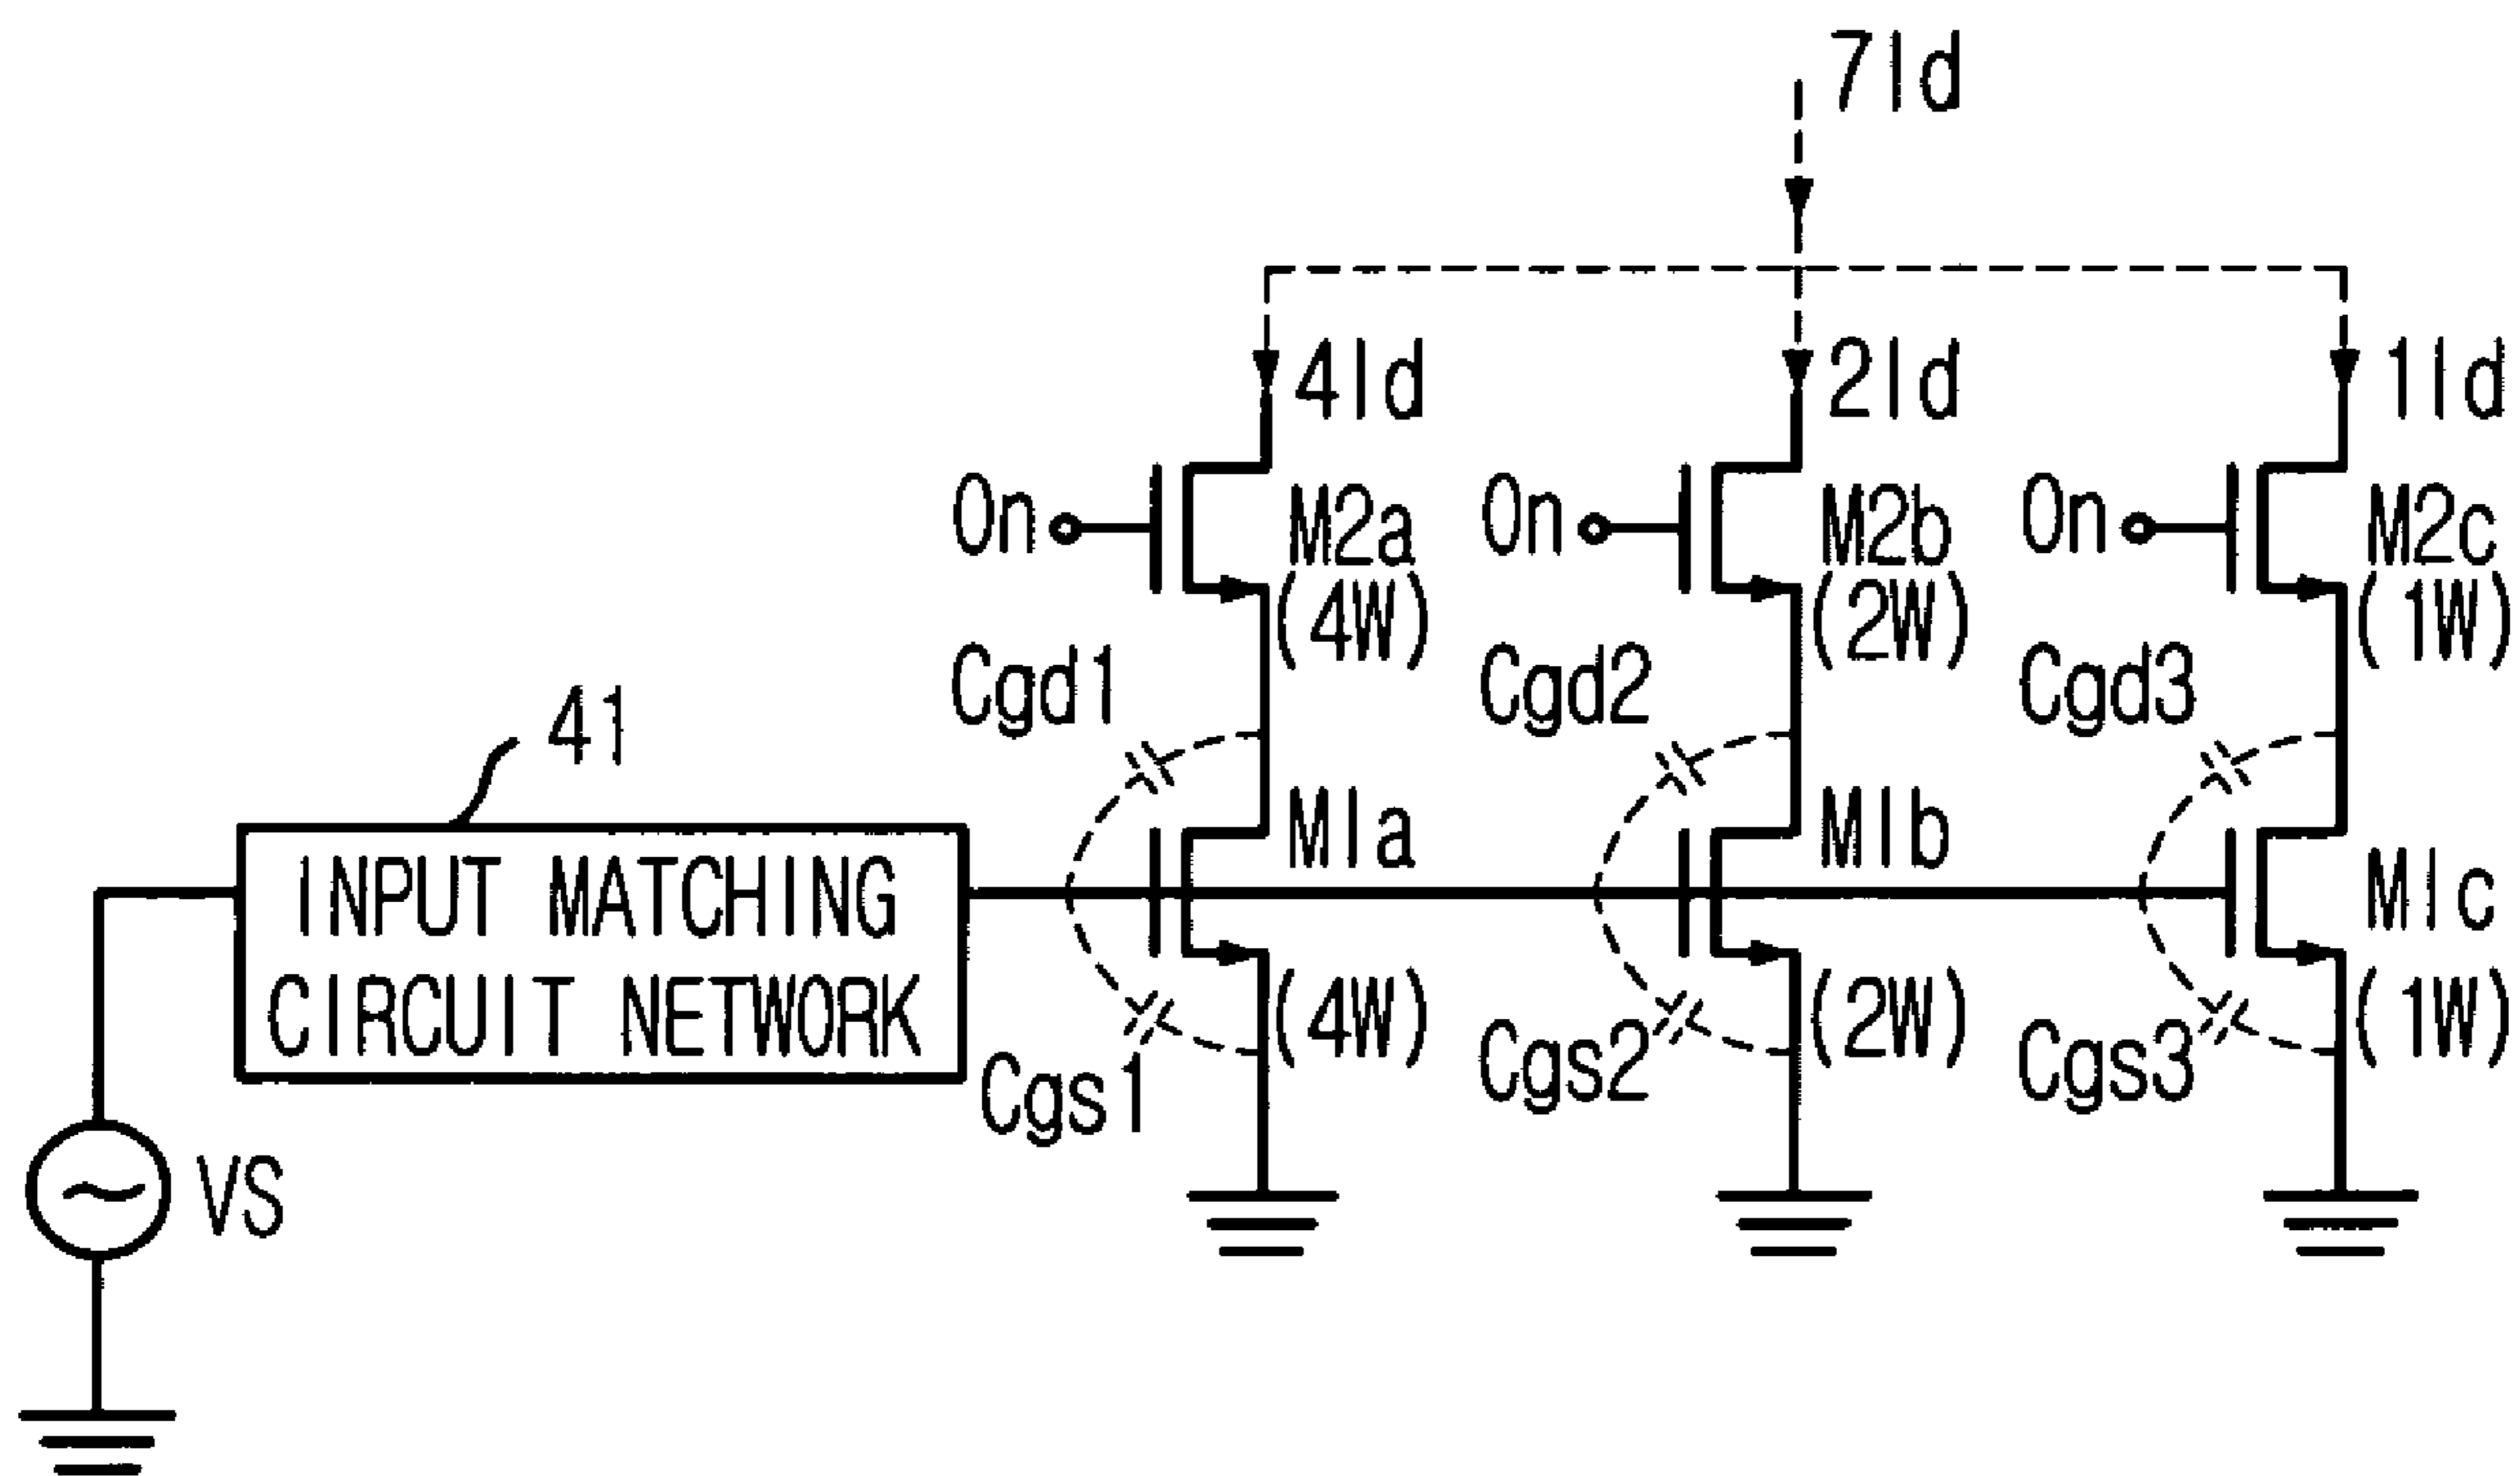 7Id
4Id
2Id
1Id
On
M2a
(4W)
On
M2b
(2W)
On
M2c
(1W)
Cgd1
Cgd2
Cgd3
41
INPUT MATCHING
CIRCUIT NETWORK
M1a
(4W)
M1b
(2W)
M1c
(1W)
Cgs1
Cgs2
Cgs3
VS